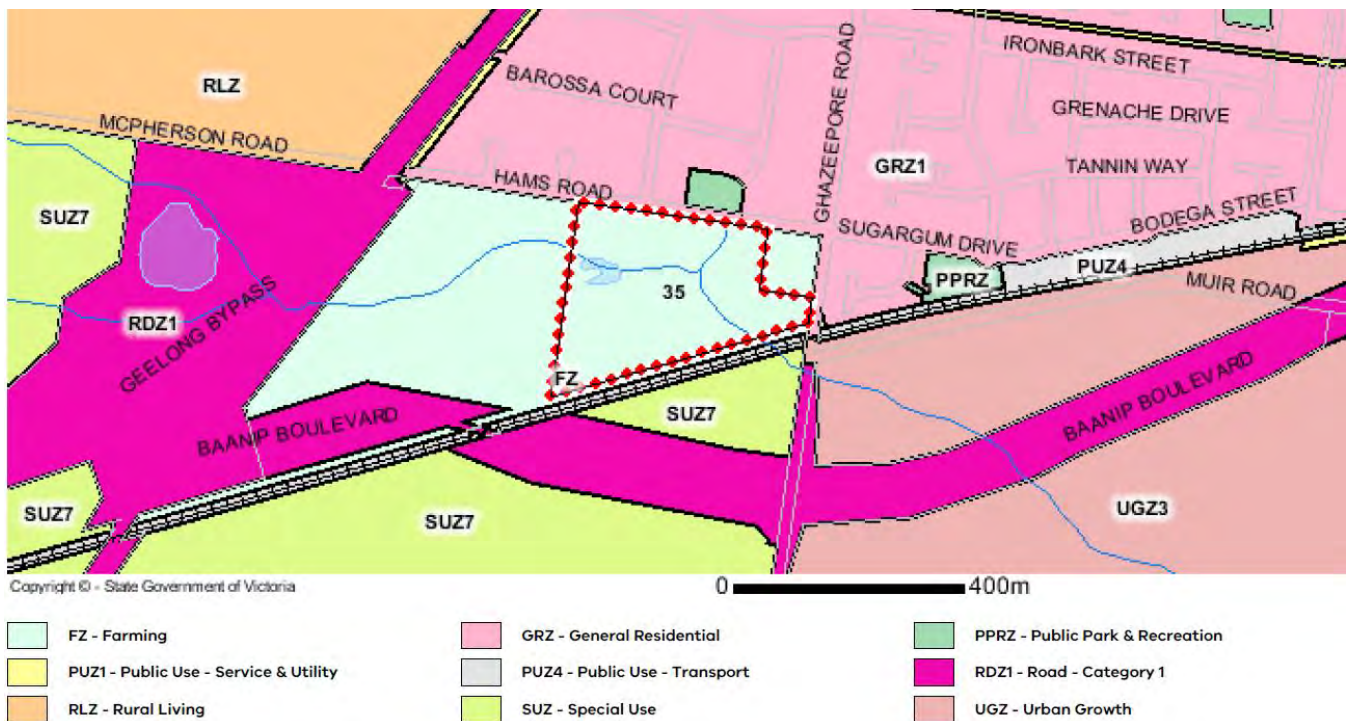 IRONBARK STREET
BAROSSA COURT
GHAZEEPORE ROAD
RLZ
GRENACHE DRIVE
MCPHERSON ROAD
GRZ1
TANNIN WAY
HAMS ROAD
SUZ7
BODEGA STREET
SUGARGUM DRIVE
PPRZ
PUZ4
MUIR ROAD
35
RDZ1
GEELONG BYPASS
FZ
SUZ7
BAANIP BOULEVARD
BAANIP BOULEVARD
SUZ7
SUZ7
UGZ3
Copyright © - State Government of Victoria
0 400m
FZ - Farming
GRZ - General Residential
PPRZ - Public Park & Recreation
PUZ1 - Public Use - Service & Utility
PUZ4 - Public Use - Transport
RDZ1 - Road - Category 1
RLZ - Rural Living
SUZ - Special Use
UGZ - Urban Growth